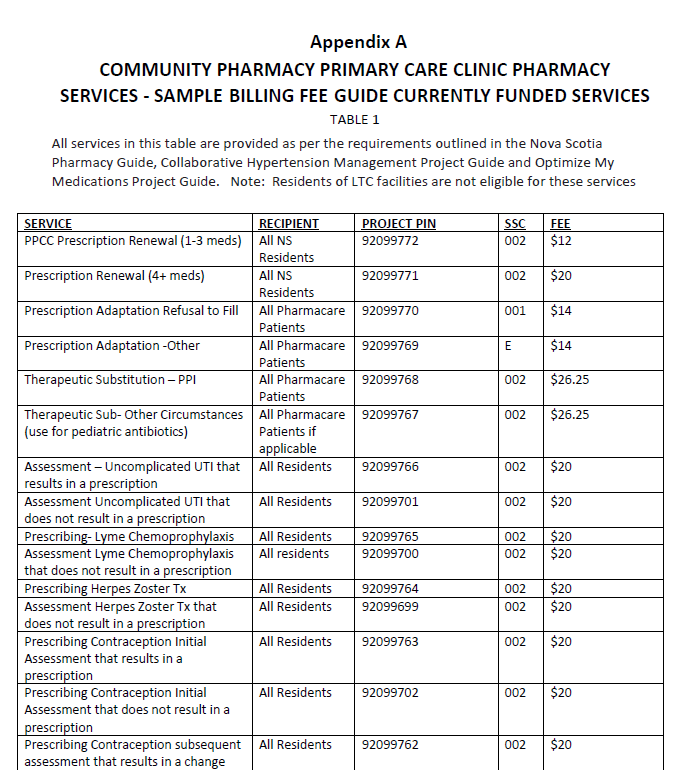 Appendix A
COMMUNITY PHARMACY PRIMARY CARE CLINIC PHARMACY
SERVICES - SAMPLE BILLING FEE GUIDE CURRENTLY FUNDED SERVICES
TABLE 1
All services in this table are provided as per the requirements outlined in the Nova Scotia
Pharmacy Guide, Collaborative Hypertension Management Project Guide and Optimize My
Medications Project Guide.   Note:  Residents of LTC facilities are not eligible for these services
SERVICE RECIPIENT PROJECT PIN SSC FEE
PPCC Prescription Renewal (1-3 meds) All NS 92099772 002 $12
Residents
Prescription Renewal (4+ meds) All NS 92099771 002 $20
Residents
Prescription Adaptation Refusal to Fill All Pharmacare 92099770 001 $14
Patients
Prescription Adaptation -Other All Pharmacare 92099769 E $14
Patients
Therapeutic Substitution – PPI All Pharmacare 92099768 002 $26.25
Patients
Therapeutic Sub- Other Circumstances All Pharmacare 92099767 002 $26.25
(use for pediatric antibiotics) Patients if
applicable
Assessment – Uncomplicated UTI that All Residents 92099766 002 $20
results in a prescription
Assessment Uncomplicated UTI that All Residents 92099701 002 $20
does not result in a prescription
Prescribing- Lyme Chemoprophylaxis All Residents 92099765 002 $20
Assessment Lyme Chemoprophylaxis All residents 92099700 002 $20
that does not result in a prescription
Prescribing Herpes Zoster Tx All Residents 92099764 002 $20
Assessment Herpes Zoster Tx that All Residents 92099699 002 $20
does not result in a prescription
Prescribing Contraception Initial All Residents 92099763 002 $20
Assessment that results in a
prescription
Prescribing Contraception Initial All Residents 92099702 002 $20
Assessment that does not result in a
prescription
Prescribing Contraception subsequent All Residents 92099762 002 $20
assessment that results in a change